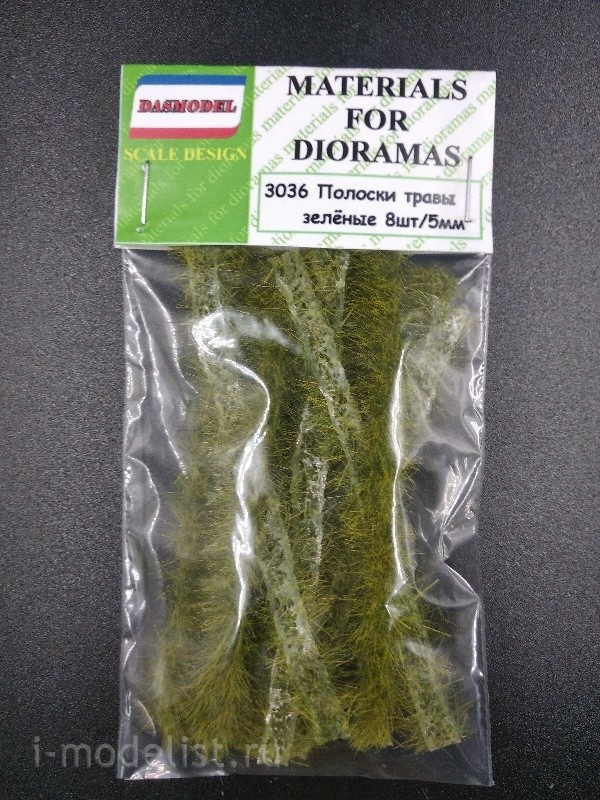 DASMODEL
SCALE DESIGN
MATERIALS
FOR
DIORAMAS
3036 Полоски травы
зелёные 8шт/5мм
i-modelist.ru